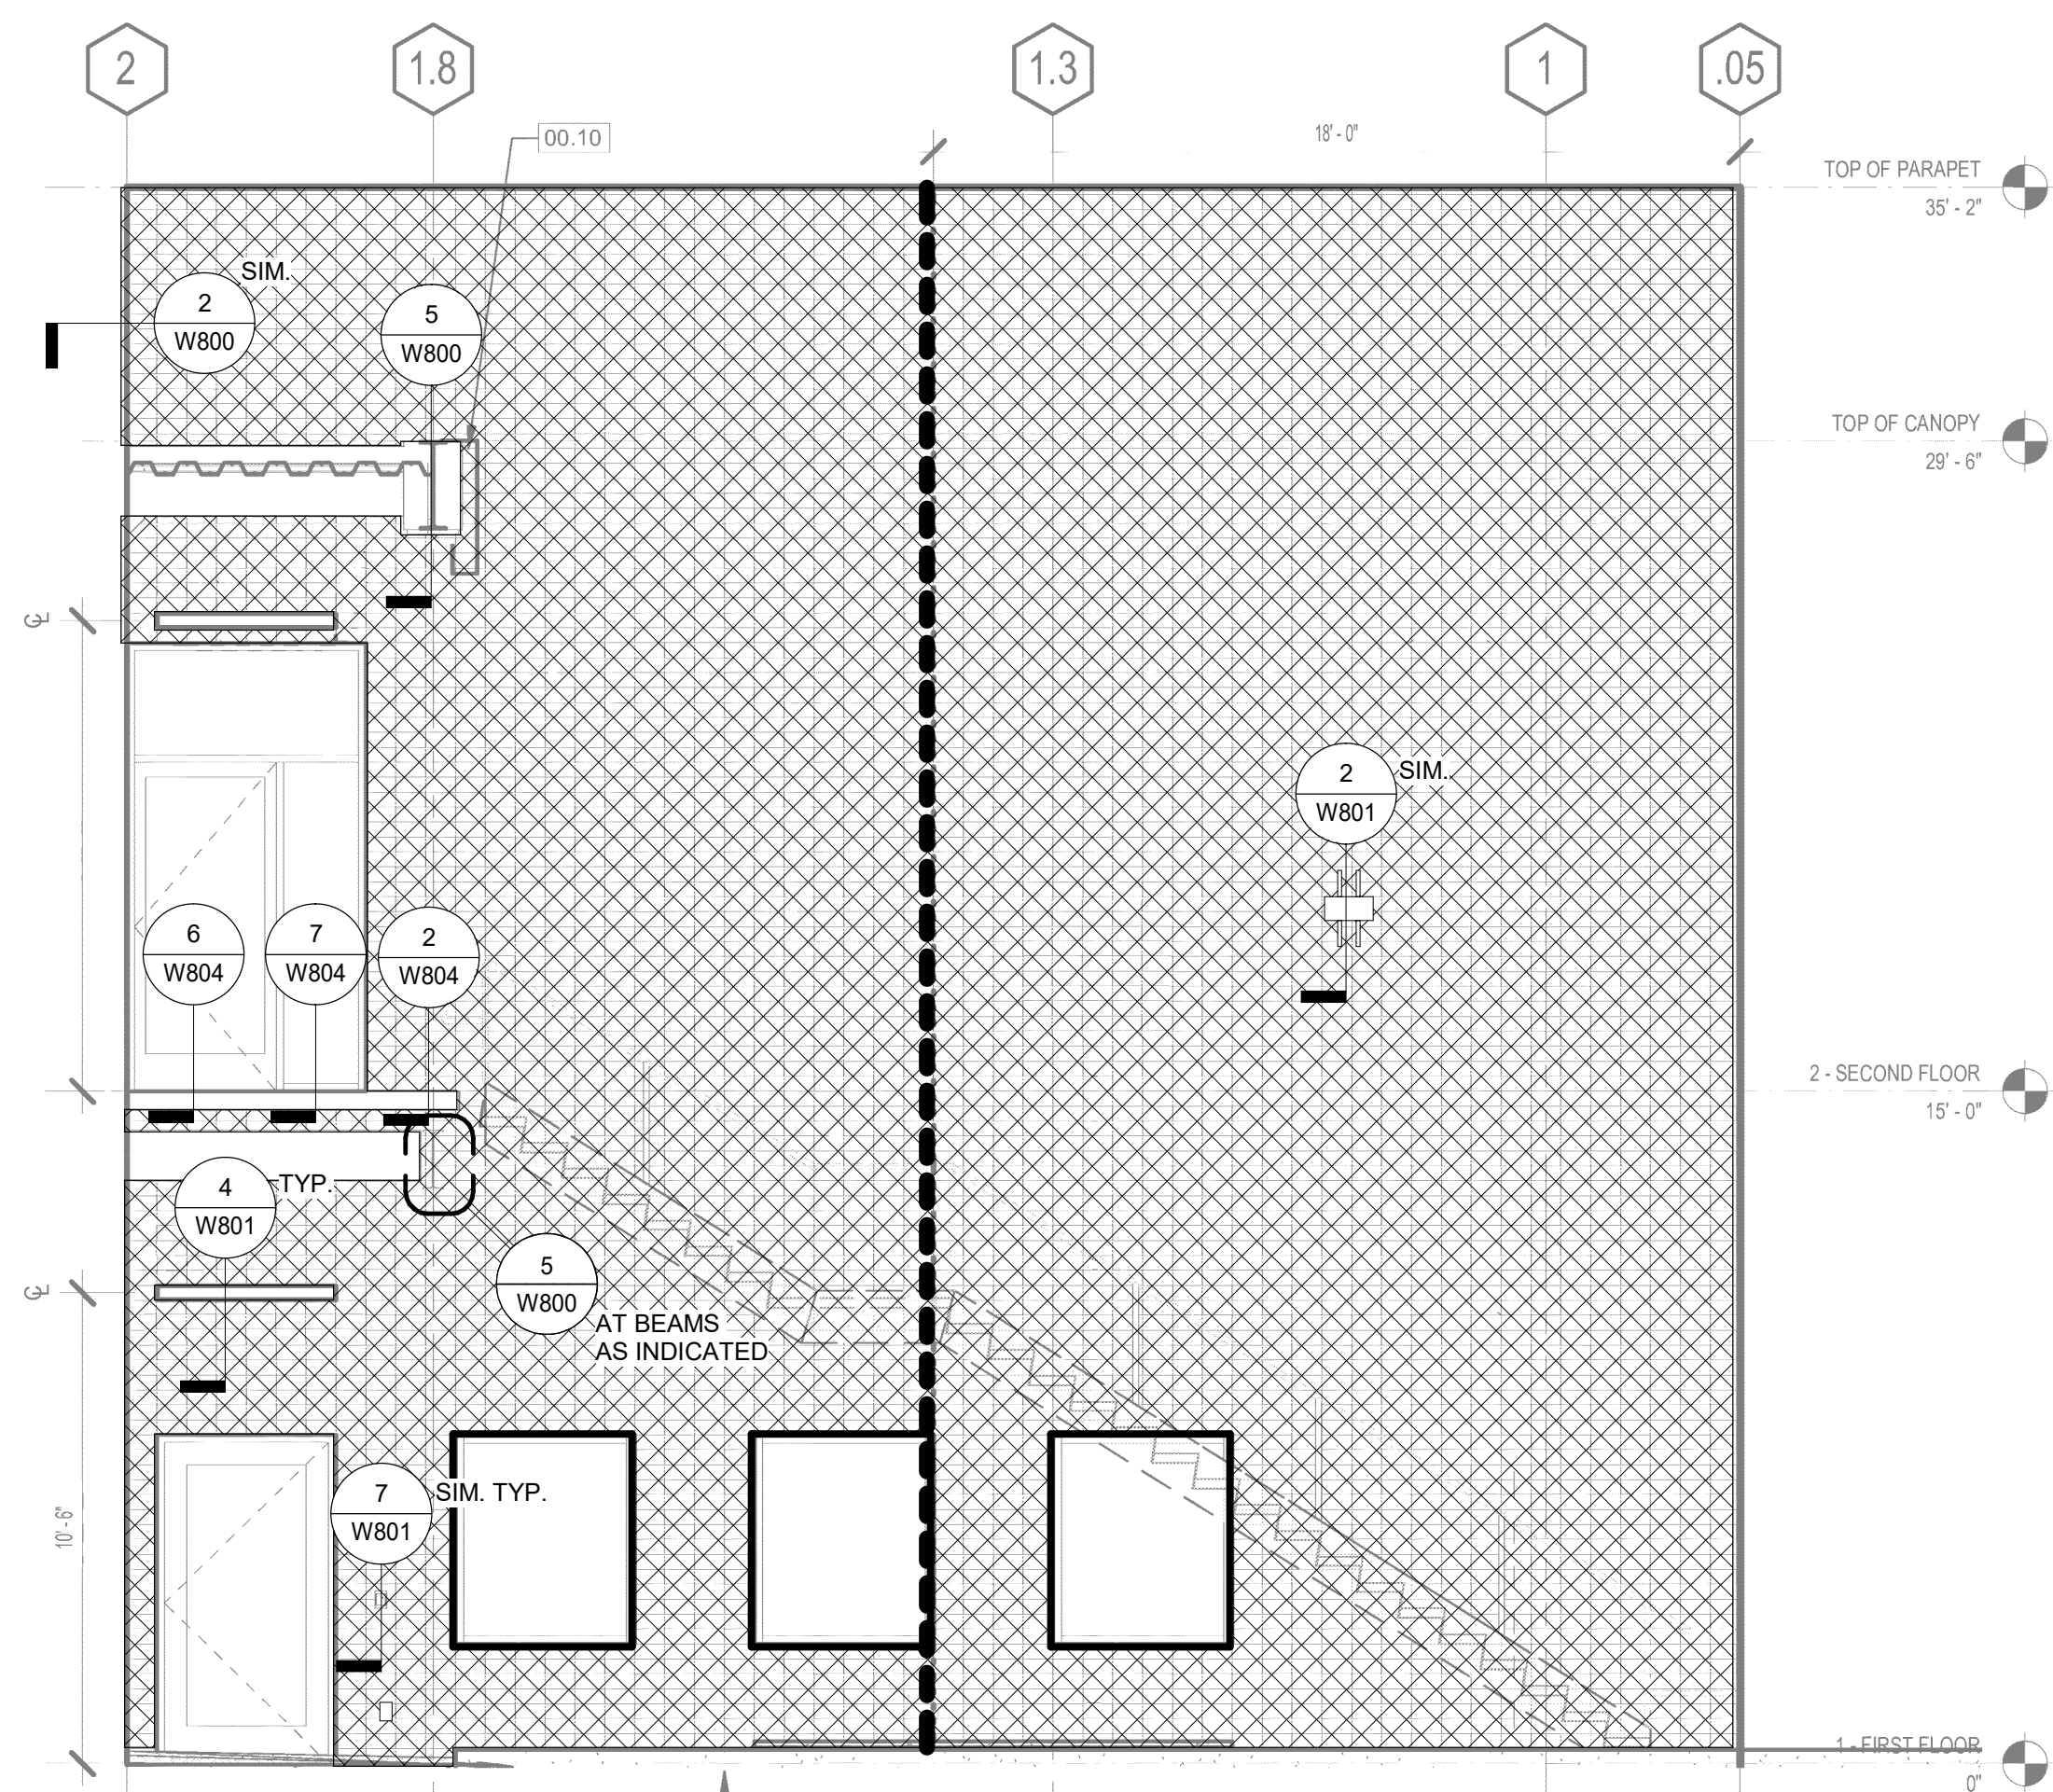 2
1.8
1.3
1
.05
00.10
18' - 0"
TOP OF PARAPET
35' - 2"
SIM.
2
W800
5
W800
TOP OF CANOPY
29' - 6"
℄
2
W801
SIM.
6
W804
7
W804
2
W804
2 - SECOND FLOOR
15' - 0"
4
W801
TYP.
℄
5
W800
AT BEAMS
AS INDICATED
7
W801
SIM. TYP.
10' - 6"
1 - FIRST FLOOR
0"